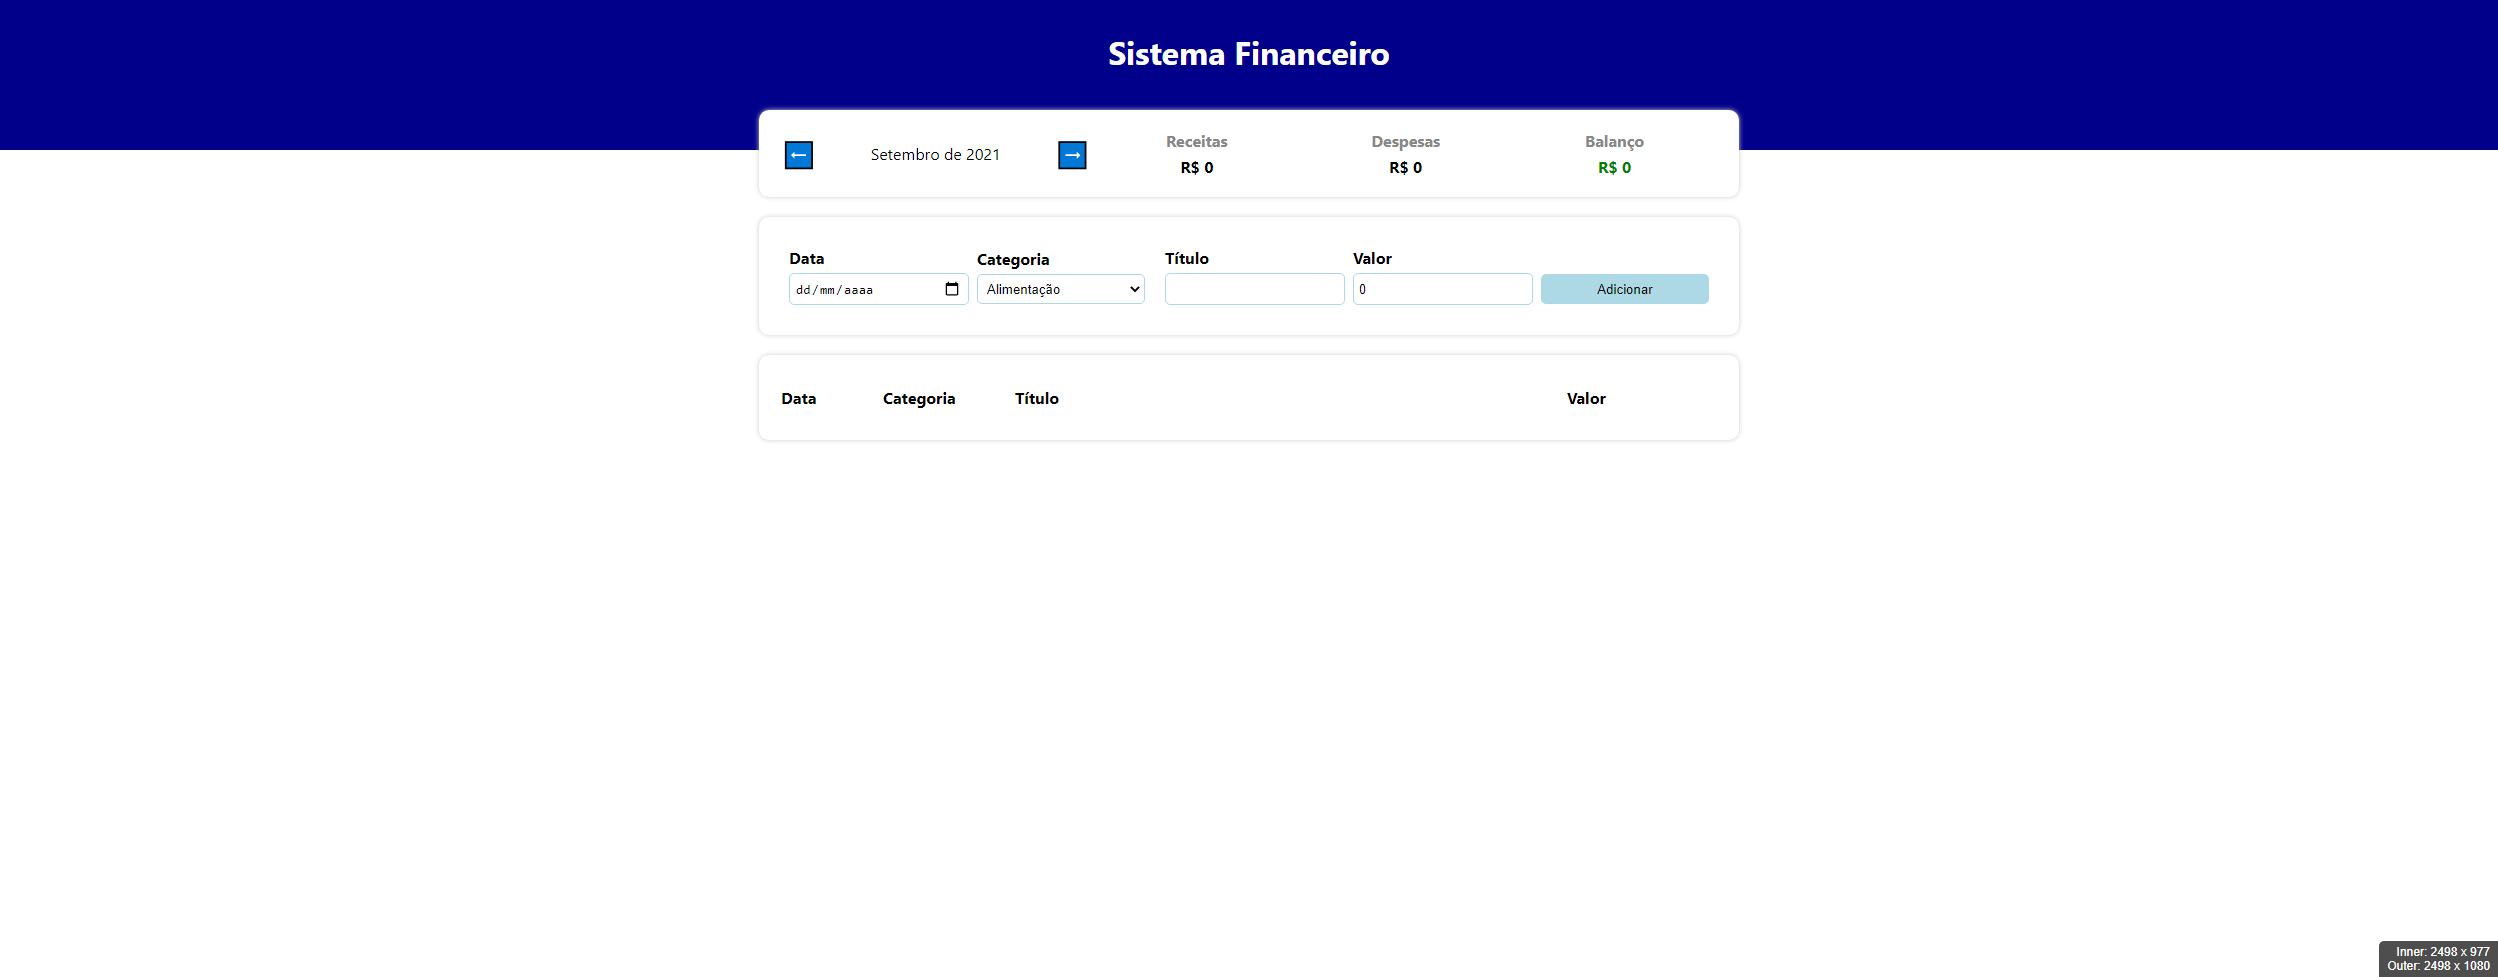 Sistema Financeiro
← Setembro de 2021 →
Receitas Despesas Balanço
R$ 0 R$ 0 R$ 0
Data Categoria Título Valor
dd/mm/aaaa Alimentação 0 Adicionar
Data Categoria Título Valor
Inner: 2498 x 977
Outer: 2498 x 1080